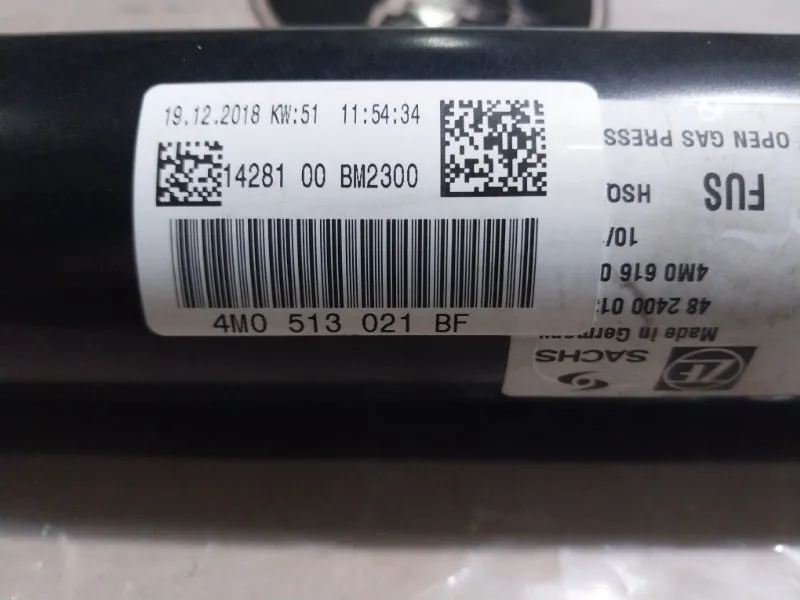 19.12.2018 KW:51 11:54:34
14281 00 BM2300
4M0 513 021 BF
ZF SACHS
Made in Germany
48 2400 01
4M0 616 0
10/
FUS HSQ
OPEN GAS PRESS